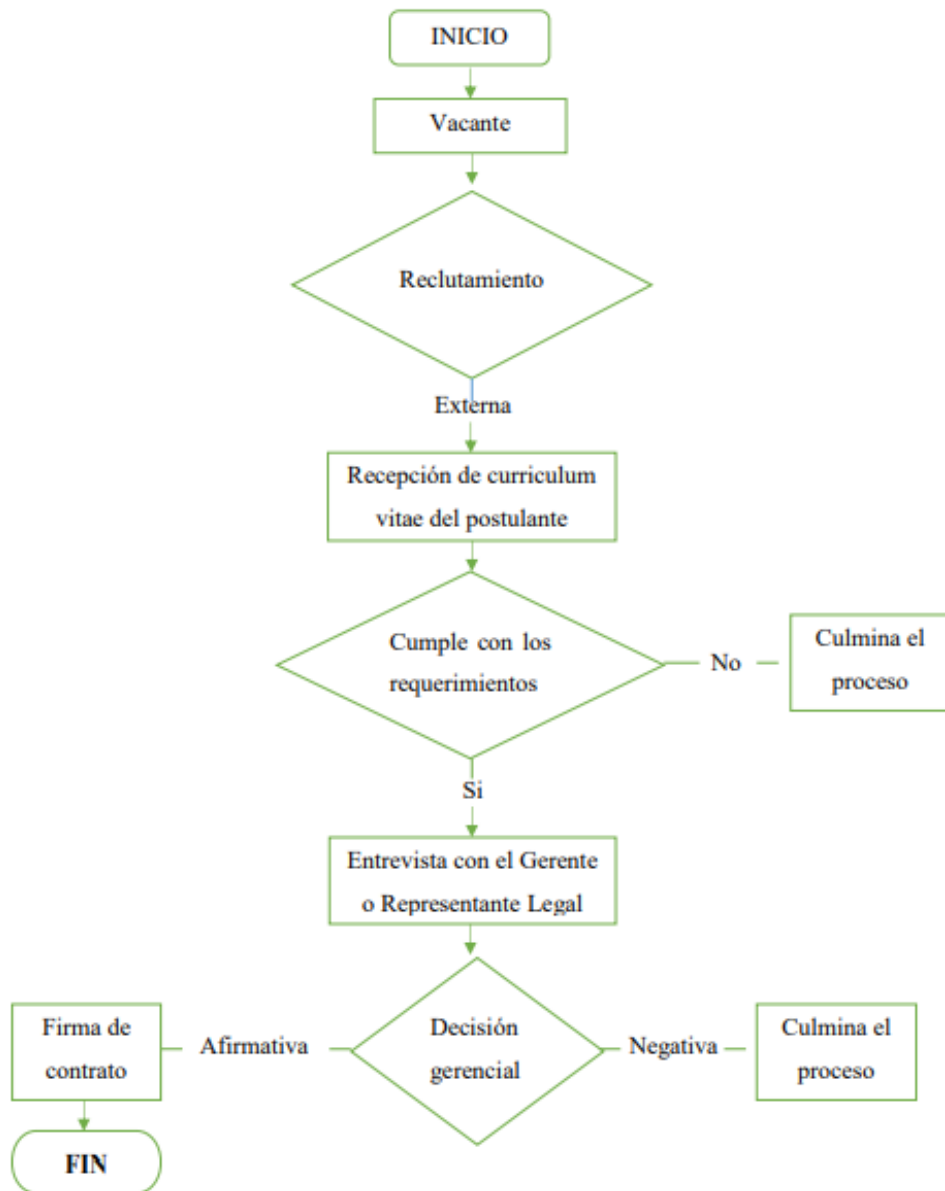 INICIO
Vacante
Reclutamiento
Externa
Recepción de curriculum
vitae del postulante
Cumple con los
requerimientos
No
Culmina el
proceso
Si
Entrevista con el Gerente
o Representante Legal
Firma de
contrato
Afirmativa
Decisión
gerencial
Negativa
Culmina el
proceso
FIN